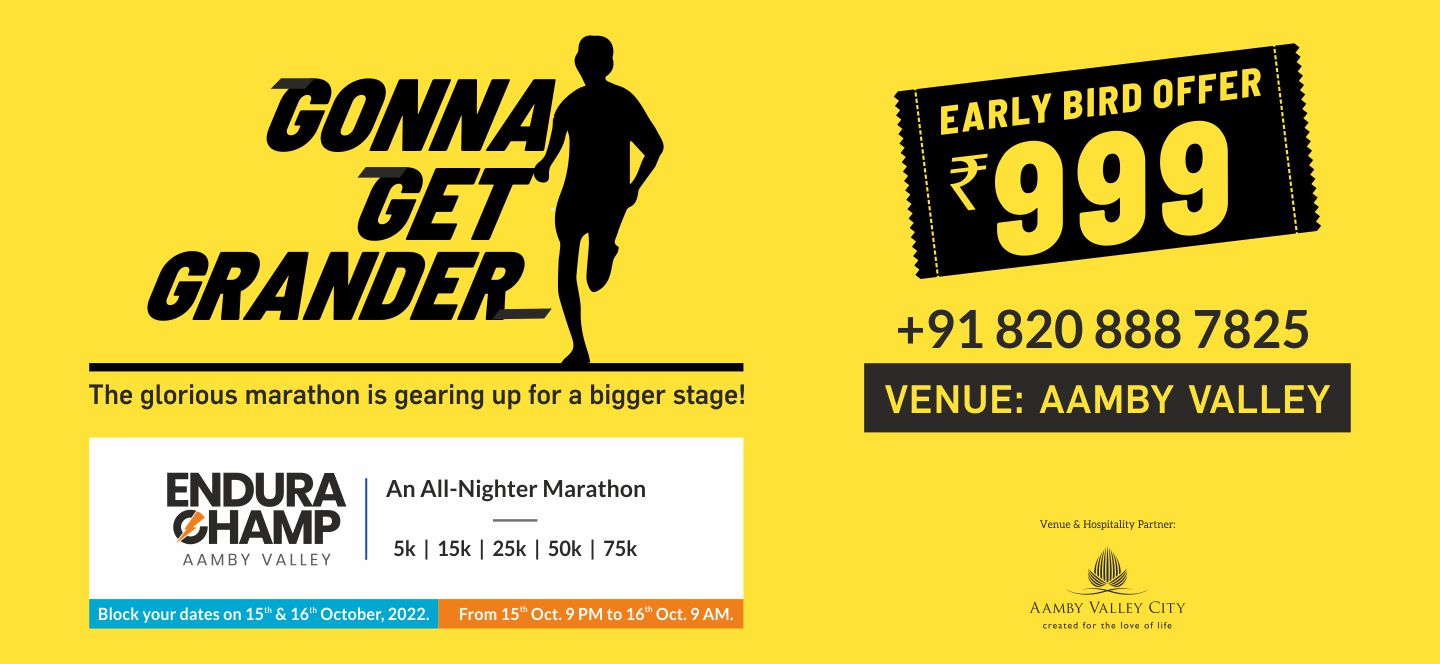 GONNA
GET
GRANDER_
The glorious marathon is gearing up for a bigger stage!
ENDURA
CHAMP
AAMBY VALLEY
An All-Nighter Marathon
5k | 15k | 25k | 50k | 75k
Block your dates on 15th & 16th October, 2022.
From 15th Oct. 9 PM to 16th Oct. 9 AM.
EARLY BIRD OFFER
₹999
+91 820 888 7825
VENUE: AAMBY VALLEY
Venue & Hospitality Partner:
AAMBY VALLEY CITY
created for the love of life